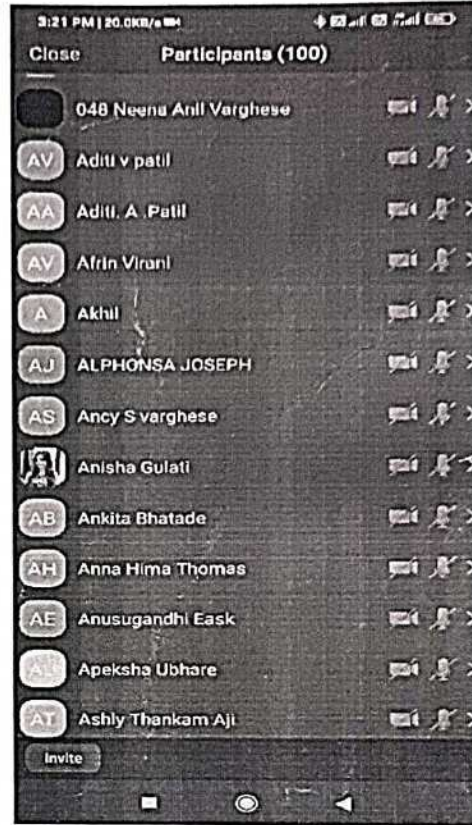 3:21 PM | 20.0KB/s
Close Participants (100)
048 Neena Anil Varghese
AV Aditi v patil
AA Aditi. A .Patil
AV Afrin Virani
A Akhil
AJ ALPHONSA JOSEPH
AS Ancy S varghese
Anisha Gulati
AB Ankita Bhatade
AH Anna Hima Thomas
AE Anusugandhi Eask
Apeksha Ubhare
AT Ashly Thankam Aji
Invite